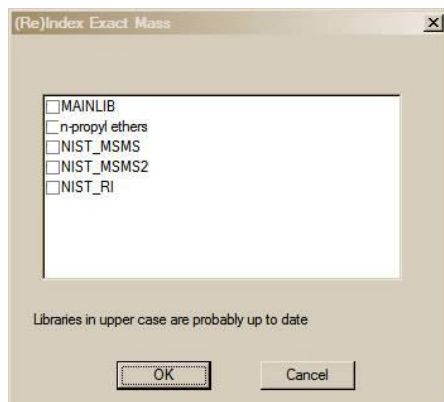 (Re)Index Exact Mass
MAINLIB
n-propyl ethers
NIST_MSMS
NIST_MSMS2
NIST_RI
Libraries in upper case are probably up to date
OK
Cancel